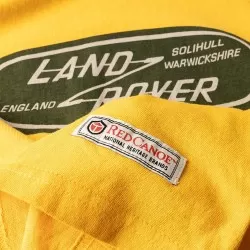 SOLIHULL
WARWICKSHIRE
LAND
ROVER
ENGLAND
RED CANOE
NATIONAL HERITAGE BRANDS